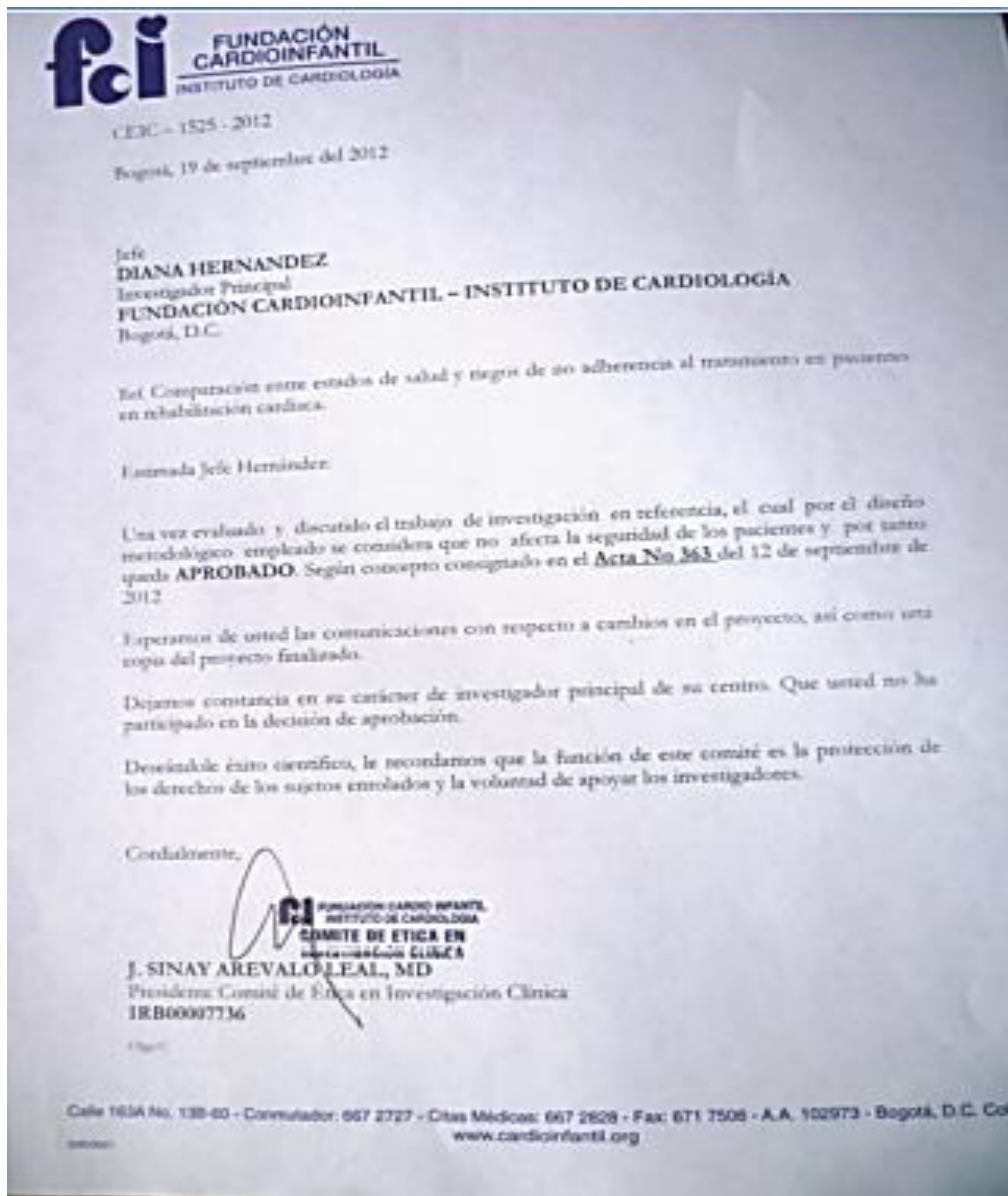 fci FUNDACIÓN
CARDIOINFANTIL
INSTITUTO DE CARDIOLOGÍA
CEIC – 1525 - 2012
Bogotá, 19 de septiembre del 2012
Jefe
DIANA HERNANDEZ
Investigador Principal
FUNDACIÓN CARDIOINFANTIL – INSTITUTO DE CARDIOLOGÍA
Bogotá, D.C.
Ref. Comparación entre estados de salud y riegos de no adherencia al tratamiento en pacientes
en rehabilitación cardiaca.
Estimada Jefe Hernández:
Una vez evaluado y discutido el trabajo de investigación en referencia, el cual por el diseño
metodológico empleado se considera que no afecta la seguridad de los pacientes y por tanto
queda APROBADO. Según concepto consignado en el Acta No 363 del 12 de septiembre de
2012
Esperamos de usted las comunicaciones con respecto a cambios en el proyecto, así como una
copia del proyecto finalizado.
Dejamos constancia en su carácter de investigador principal de su centro. Que usted no ha
participado en la decisión de aprobación.
Deseándole éxito científico, le recordamos que la función de este comité es la protección de
los derechos de los sujetos enrolados y la voluntad de apoyar los investigadores.
Cordialmente,
fci FUNDACION CARDIO INFANTIL
INSTITUTO DE CARDIOLOGIA
COMITE DE ETICA EN
INVESTIGACIÓN CLINICA
J. SINAY AREVALO LEAL, MD
Presidente Comité de Ética en Investigación Clínica
IRB00007736
Calle 163A No. 13B-60 - Conmutador: 667 2727 - Citas Médicas: 667 2828 - Fax: 671 7506 - A.A. 102973 - Bogotá, D.C. Col
www.cardioinfantil.org